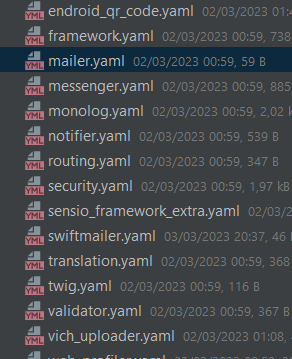 YML endroid_qr_code.yaml 02/03/2023 01:4
YML framework.yaml 02/03/2023 00:59, 738
YML mailer.yaml 02/03/2023 00:59, 59 B
YML messenger.yaml 02/03/2023 00:59, 885
YML monolog.yaml 02/03/2023 00:59, 2,02 k
YML notifier.yaml 02/03/2023 00:59, 539 B
YML routing.yaml 02/03/2023 00:59, 347 B
YML security.yaml 02/03/2023 00:59, 1,97 kB
YML sensio_framework_extra.yaml 02/03/2
YML swiftmailer.yaml 03/03/2023 20:37, 46
YML translation.yaml 02/03/2023 00:59, 368
YML twig.yaml 02/03/2023 00:59, 116 B
YML validator.yaml 02/03/2023 00:59, 367 B
YML vich_uploader.yaml 02/03/2023 01:08,